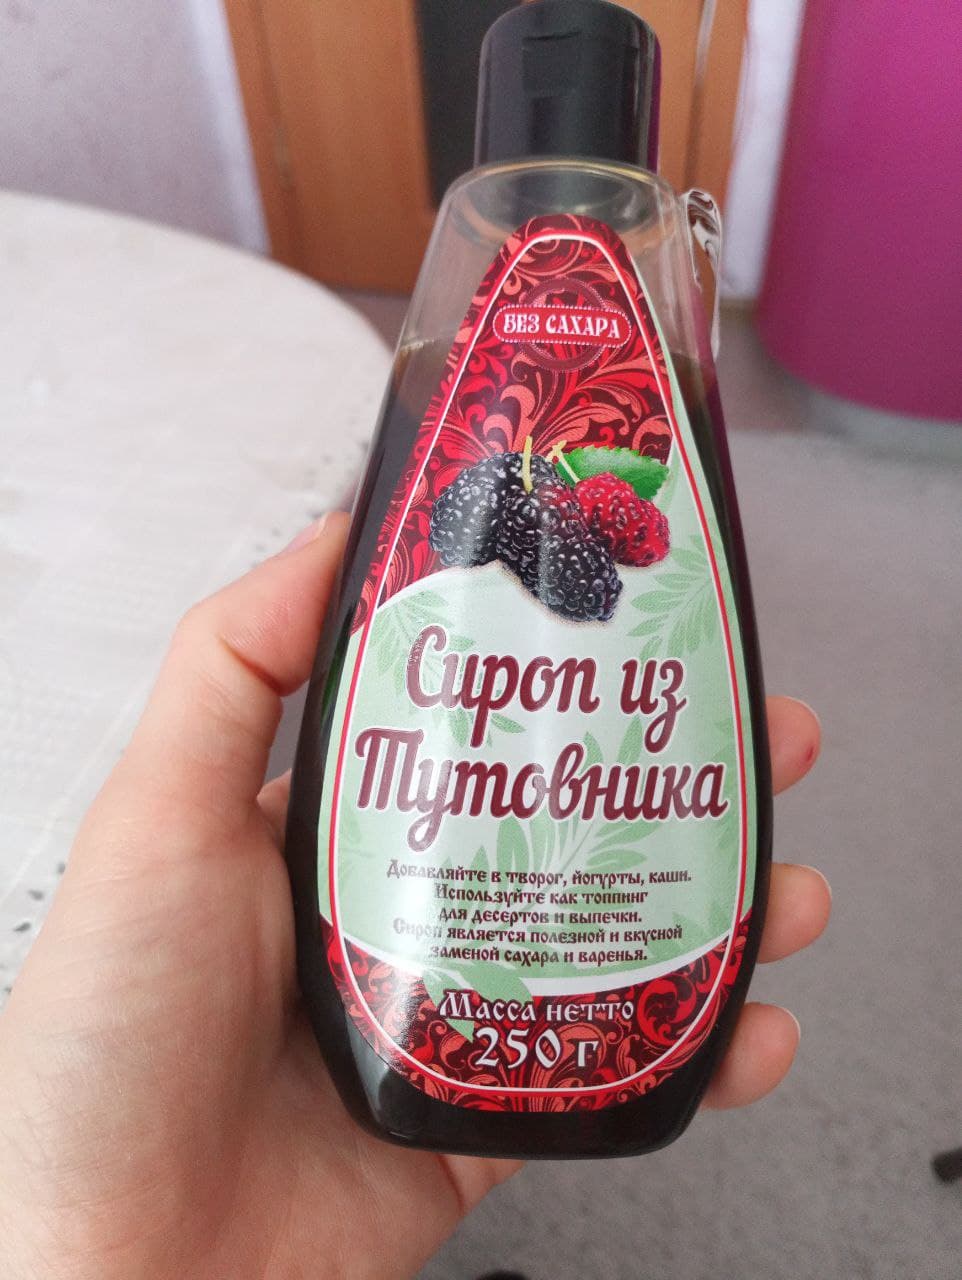 БЕЗ САХАРА
Сироп из
Тутовника
Добавляйте в творог, йогурты, каши.
Используйте как топпинг
для десертов и выпечки.
Сироп является полезной и вкусной
заменой сахара и варенья.
Масса нетто
250 г